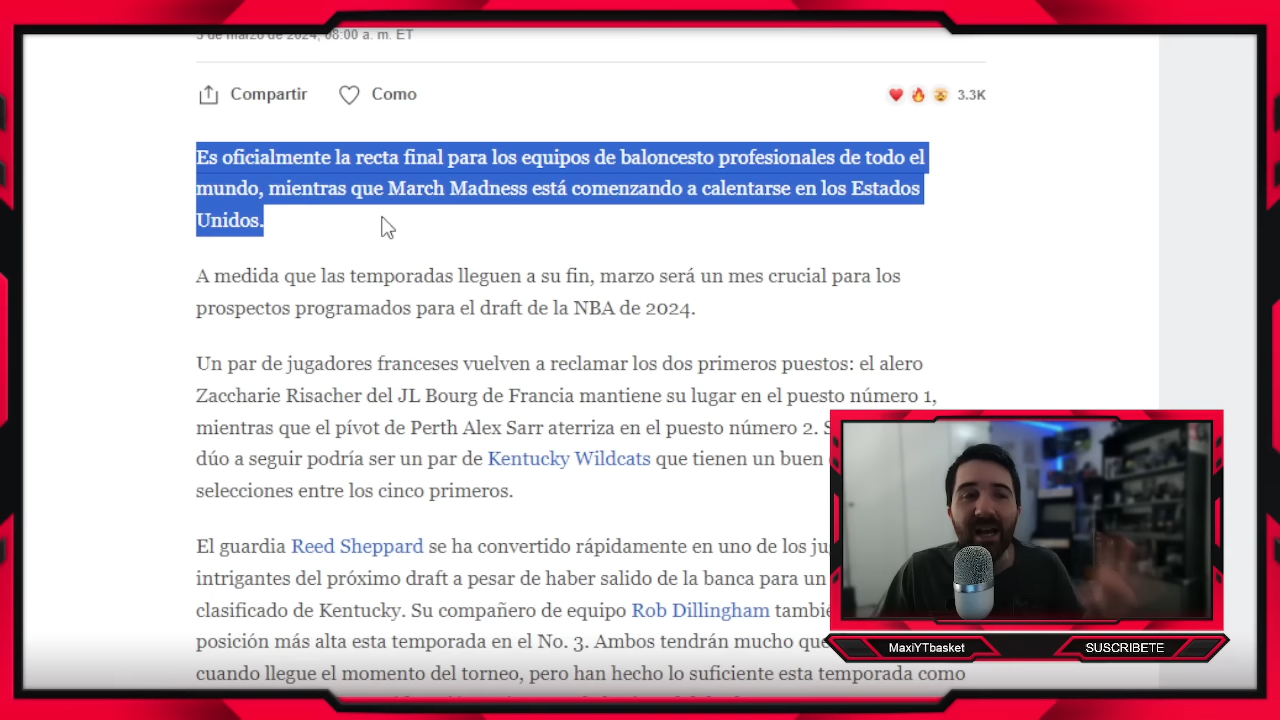 5 de marzo de 2024, 08:00 a. m. ET
Compartir
Como
3.3K
Es oficialmente la recta final para los equipos de baloncesto profesionales de todo el
mundo, mientras que March Madness está comenzando a calentarse en los Estados
Unidos.
A medida que las temporadas lleguen a su fin, marzo será un mes crucial para los
prospectos programados para el draft de la NBA de 2024.
Un par de jugadores franceses vuelven a reclamar los dos primeros puestos: el alero
Zaccharie Risacher del JL Bourg de Francia mantiene su lugar en el puesto número 1,
mientras que el pívot de Perth Alex Sarr aterriza en el puesto número 2.
dúo a seguir podría ser un par de Kentucky Wildcats que tienen un buen
selecciones entre los cinco primeros.
El guardia Reed Sheppard se ha convertido rápidamente en uno de los
intrigantes del próximo draft a pesar de haber salido de la banca para un
clasificado de Kentucky. Su compañero de equipo Rob Dillingham
posición más alta esta temporada en el No. 3. Ambos tendrán mucho
cuando llegue el momento del torneo, pero han hecho lo suficiente esta temporada como
MaxiYTbasket
SUSCRIBETE